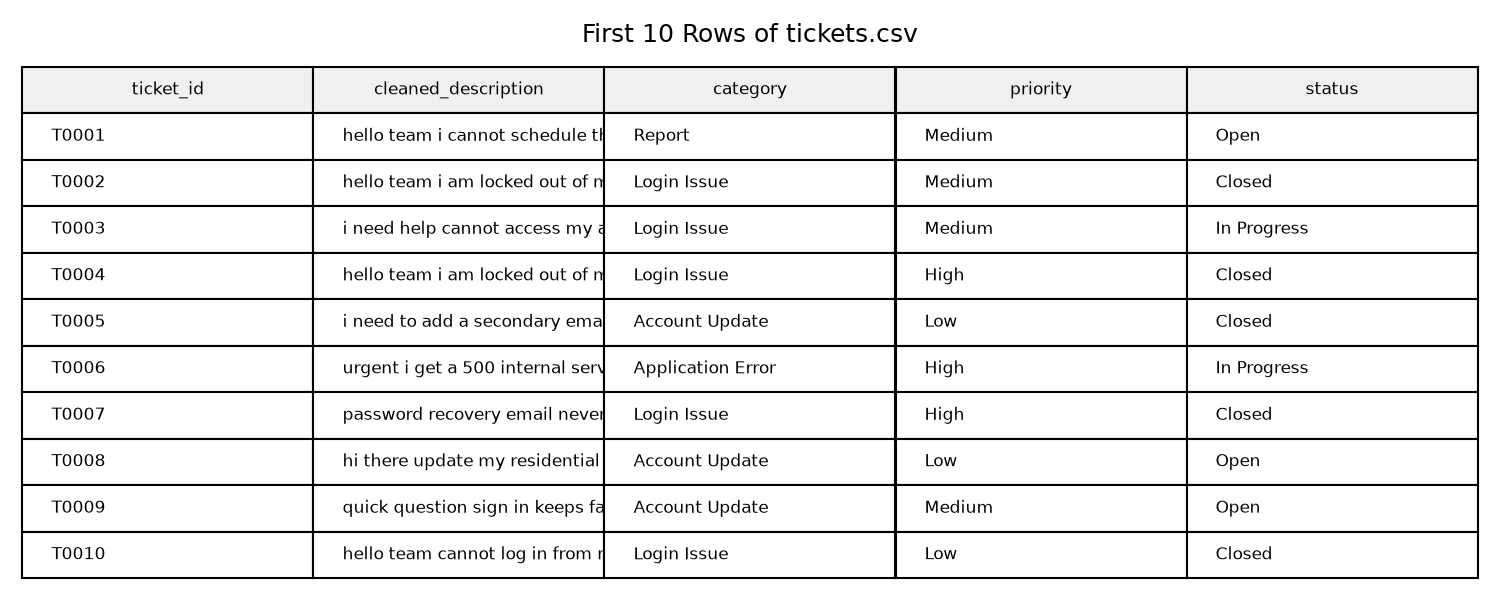 First 10 Rows of tickets.csv
ticket_id cleaned_description category priority status
T0001 hello team i cannot schedule Report Medium Open
T0002 hello team i am locked out of Login Issue Medium Closed
T0003 i need help cannot access my Login Issue Medium In Progress
T0004 hello team i am locked out of Login Issue High Closed
T0005 i need to add a secondary Account Update Low Closed
T0006 urgent i get a 500 internal Application Error High In Progress
T0007 password recovery email never Login Issue High Closed
T0008 hi there update my residential Account Update Low Open
T0009 quick question sign in keeps Account Update Medium Open
T0010 hello team cannot log in from Login Issue Low Closed